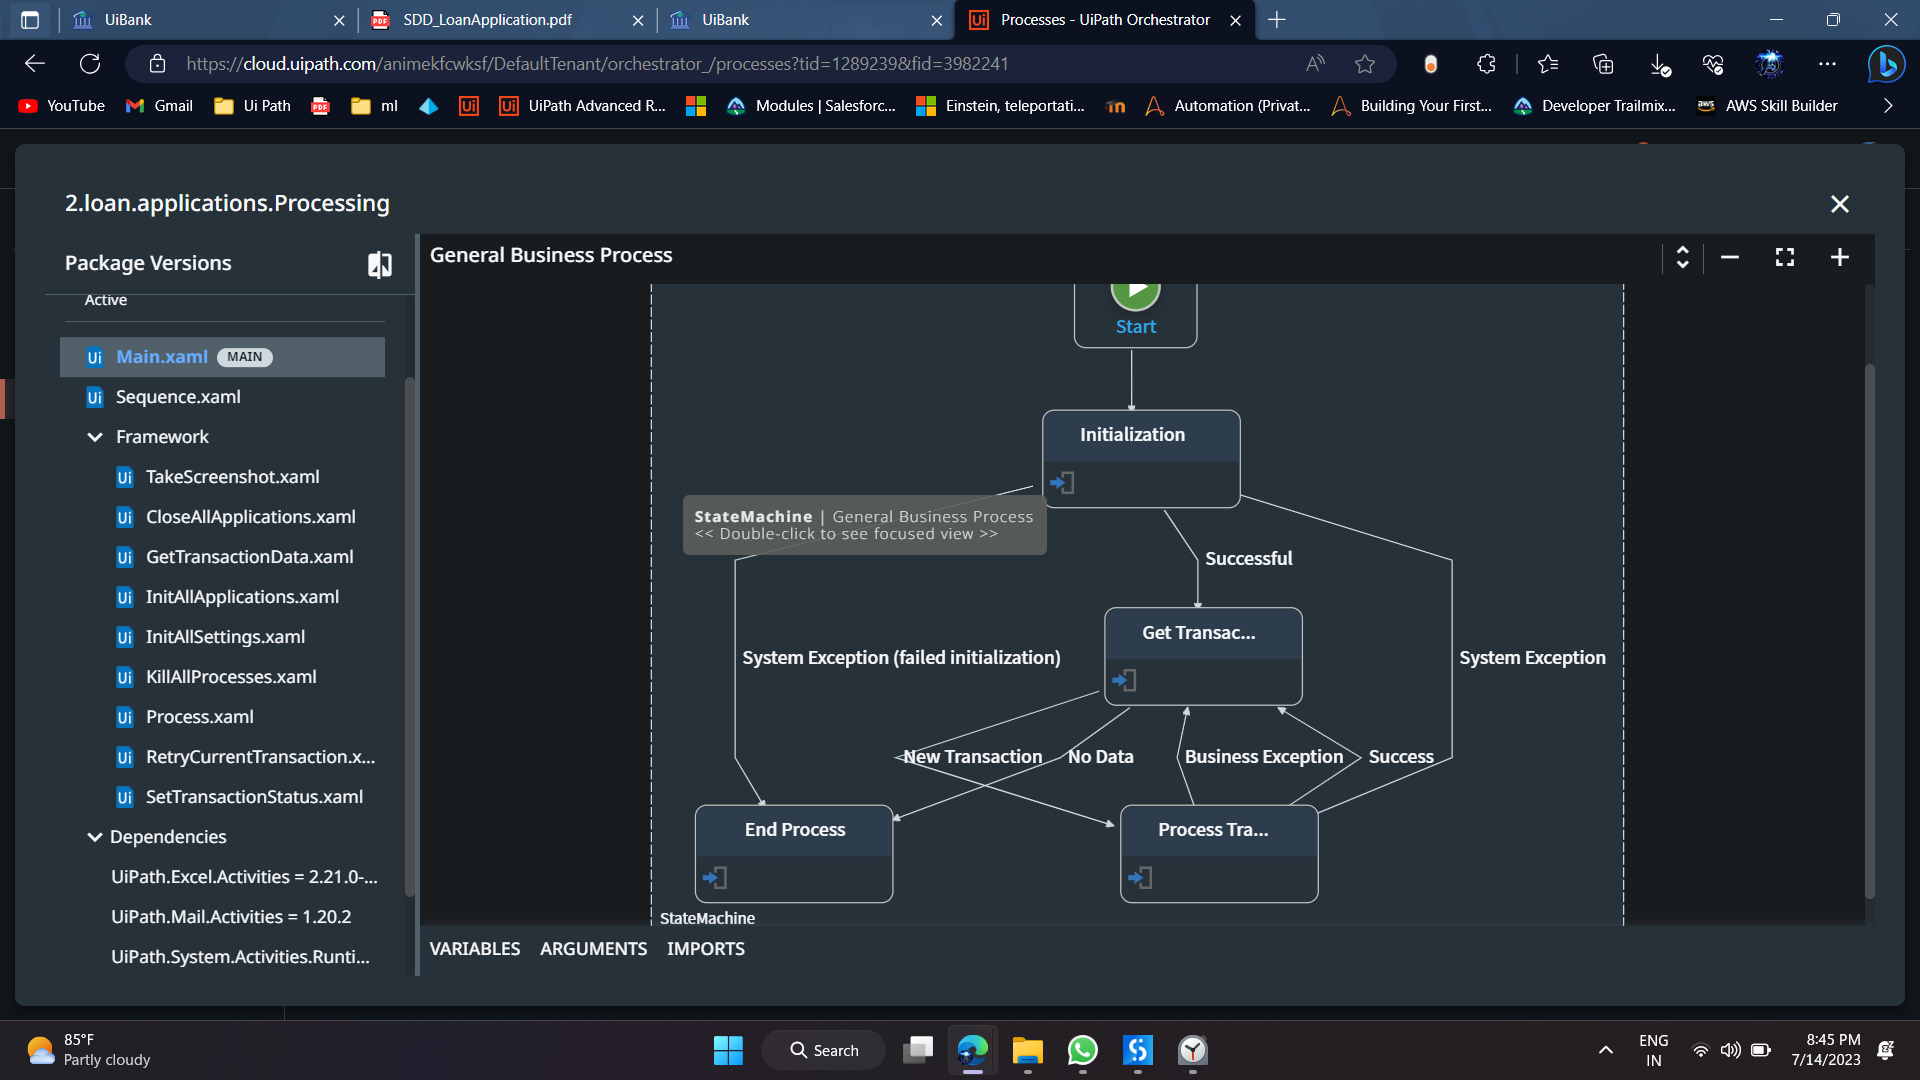 UiBank
SDD_LoanApplication.pdf
UiBank
Processes - UiPath Orchestrator
https://cloud.uipath.com/animekfcwksf/DefaultTenant/orchestrator_/processes?tid=1289239&fid=3982241
YouTube
Gmail
Ui Path
ml
UiPath Advanced R...
Modules | Salesforc...
Einstein, teleportati...
Automation (Privat...
Building Your First...
Developer Trailmix...
AWS Skill Builder
2.loan.applications.Processing
Package Versions
General Business Process
Active
Main.xaml MAIN
Sequence.xaml
Framework
TakeScreenshot.xaml
CloseAllApplications.xaml
GetTransactionData.xaml
InitAllApplications.xaml
InitAllSettings.xaml
KillAllProcesses.xaml
Process.xaml
RetryCurrentTransaction.x...
SetTransactionStatus.xaml
Dependencies
UiPath.Excel.Activities = 2.21.0-...
UiPath.Mail.Activities = 1.20.2
UiPath.System.Activities.Runti...
Start
Initialization
StateMachine | General Business Process
<< Double-click to see focused view >>
Successful
Get Transac...
System Exception (failed initialization)
System Exception
New Transaction
No Data
Business Exception
Success
End Process
Process Tra...
StateMachine
VARIABLES
ARGUMENTS
IMPORTS
85°F
Partly cloudy
Search
ENG
IN
8:45 PM
7/14/2023